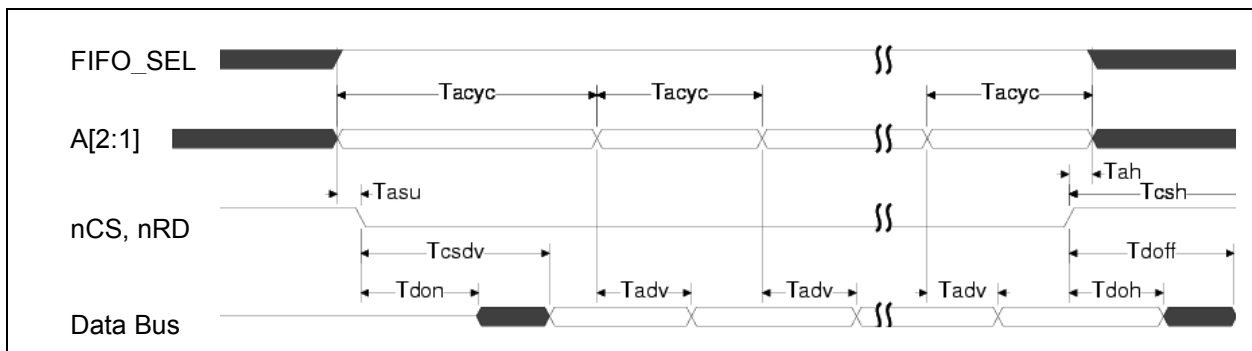 FIFO_SEL
Tacyc Tacyc Tacyc
A[2:1]
Tah
Tasu Tcsh
nCS, nRD
Tcsdv Tdoff
Tdon Tadv Tadv Tadv Tdoh
Data Bus